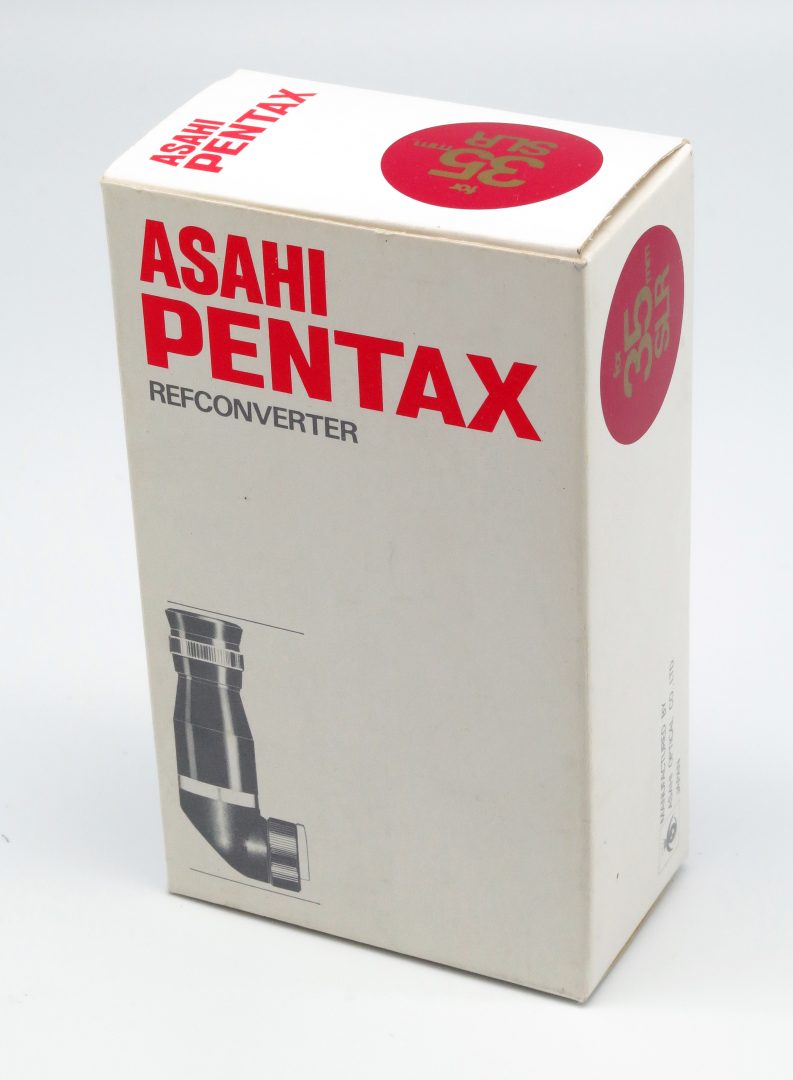 ASAHI
PENTAX
for
35mm
SLR
ASAHI
PENTAX
REFCONVERTER
for
35mm
SLR
MANUFACTURED BY
ASAHI OPTICAL CO., LTD.
JAPAN